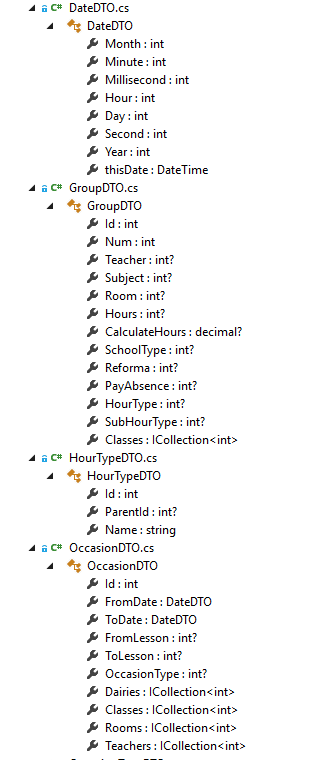 C# DateDTO.cs
DateDTO
Month : int
Minute : int
Millisecond : int
Hour : int
Day : int
Second : int
Year : int
thisDate : DateTime
C# GroupDTO.cs
GroupDTO
Id : int
Num : int
Teacher : int?
Subject : int?
Room : int?
Hours : int?
CalculateHours : decimal?
SchoolType : int?
Reforma : int?
PayAbsence : int?
HourType : int?
SubHourType : int?
Classes : ICollection<int>
C# HourTypeDTO.cs
HourTypeDTO
Id : int
ParentId : int?
Name : string
C# OccasionDTO.cs
OccasionDTO
Id : int
FromDate : DateDTO
ToDate : DateDTO
FromLesson : int?
ToLesson : int?
OccasionType : int?
Dairies : ICollection<int>
Classes : ICollection<int>
Rooms : ICollection<int>
Teachers : ICollection<int>